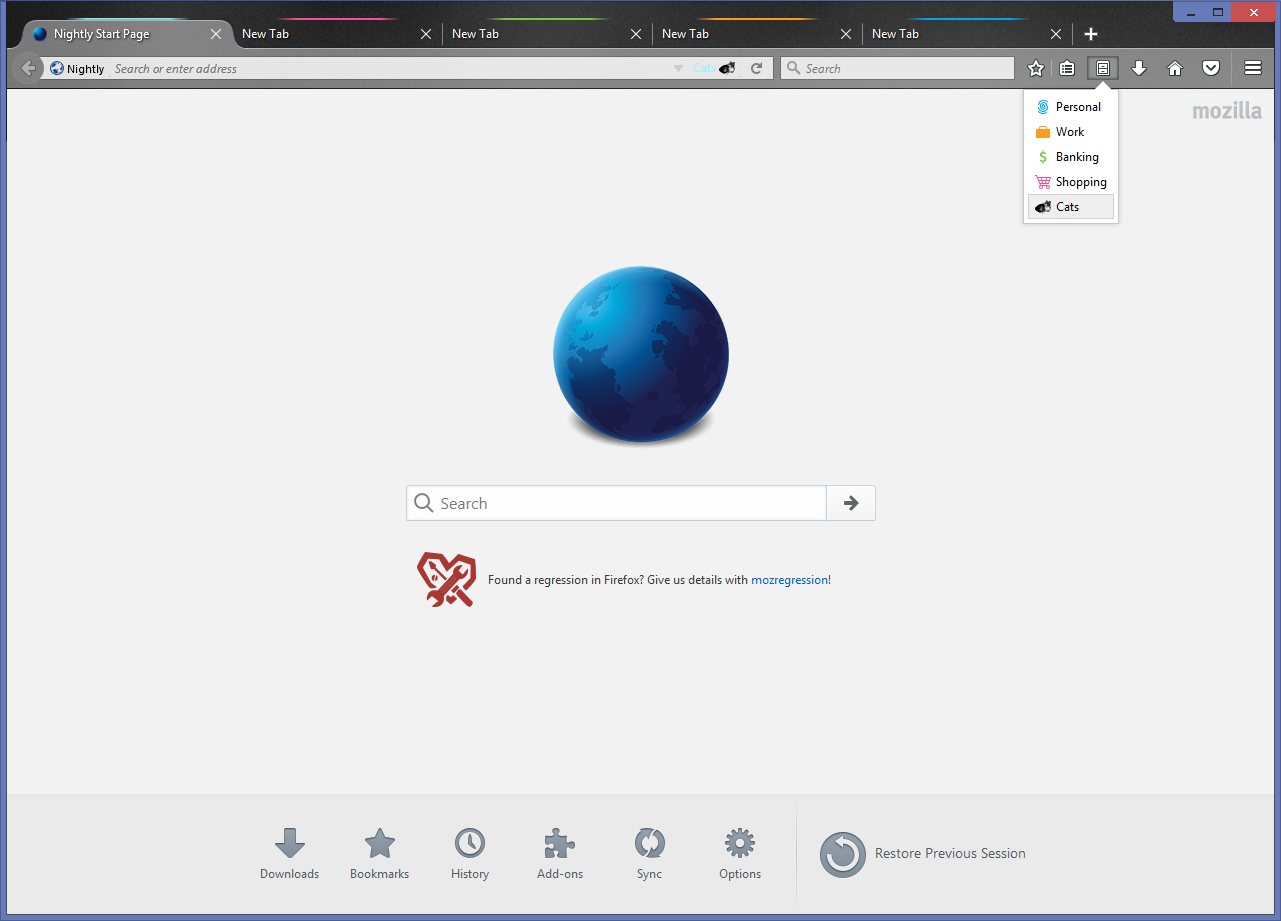 Nightly Start Page
New Tab
New Tab
New Tab
New Tab
Nightly
Search or enter address
Cats
Search
Personal
Work
Banking
Shopping
Cats
mozilla
Search
Found a regression in Firefox? Give us details with mozregression!
Downloads
Bookmarks
History
Add-ons
Sync
Options
Restore Previous Session